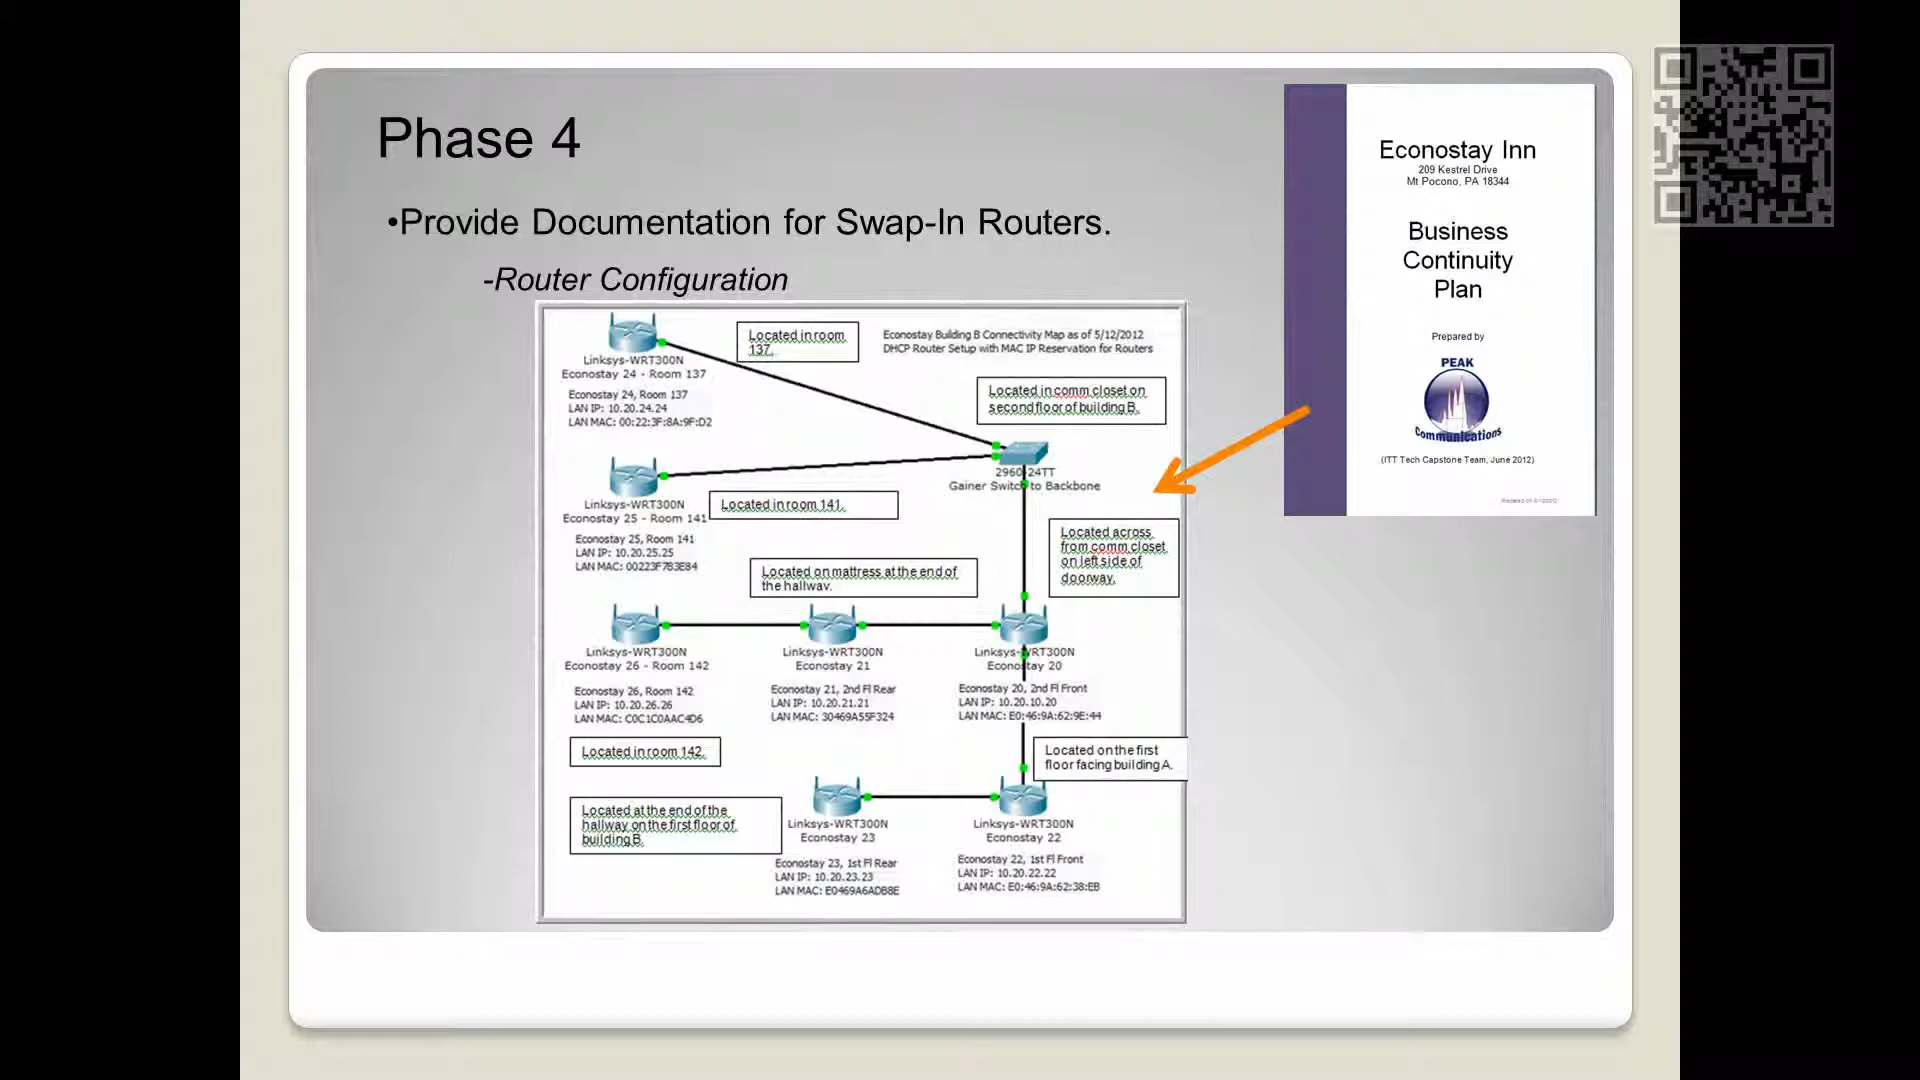 Phase 4
•Provide Documentation for Swap-In Routers.
-Router Configuration
Econostay Inn
209 Kestrel Drive
Mt Pocono, PA 18344
Business
Continuity
Plan
Prepared by
PEAK
Communications
(ITT Tech Capstone Team, June 2012)
Econostay Building B Connectivity Map as of 5/12/2012
DHCP Router Setup with MAC IP Reservation for Routers
Linksys-WRT300N
Econostay 24 - Room 137
Econostay 24, Room 137
LAN IP: 10.20.24.24
LAN MAC: 00:22:3F:8A:9F:D2
Located in room
137.
Located in comm closet on
second floor of building B.
2960-24TT
Gainer Switch to Backbone
Linksys-WRT300N
Econostay 25 - Room 141
Econostay 25, Room 141
LAN IP: 10.20.25.25
LAN MAC: 00223F7B3E84
Located in room 141.
Located on mattress at the end of
the hallway.
Located across
from comm closet
on left side of
doorway.
Linksys-WRT300N
Econostay 26 - Room 142
Econostay 26, Room 142
LAN IP: 10.20.26.26
LAN MAC: C0C1C0AAC4D6
Linksys-WRT300N
Econostay 21
Econostay 21, 2nd Fl Rear
LAN IP: 10.20.21.21
LAN MAC: 30469A55F324
Linksys-WRT300N
Econostay 20
Econostay 20, 2nd Fl Front
LAN IP: 10.20.10.20
LAN MAC: E0:46:9A:62:9E:44
Located in room 142.
Located on the first
floor facing building A.
Located at the end of the
hallway on the first floor of
building B.
Linksys-WRT300N
Econostay 23
Econostay 23, 1st Fl Rear
LAN IP: 10.20.23.23
LAN MAC: E0469A6ADB8E
Linksys-WRT300N
Econostay 22
Econostay 22, 1st Fl Front
LAN IP: 10.20.22.22
LAN MAC: E0:46:9A:62:38:EB